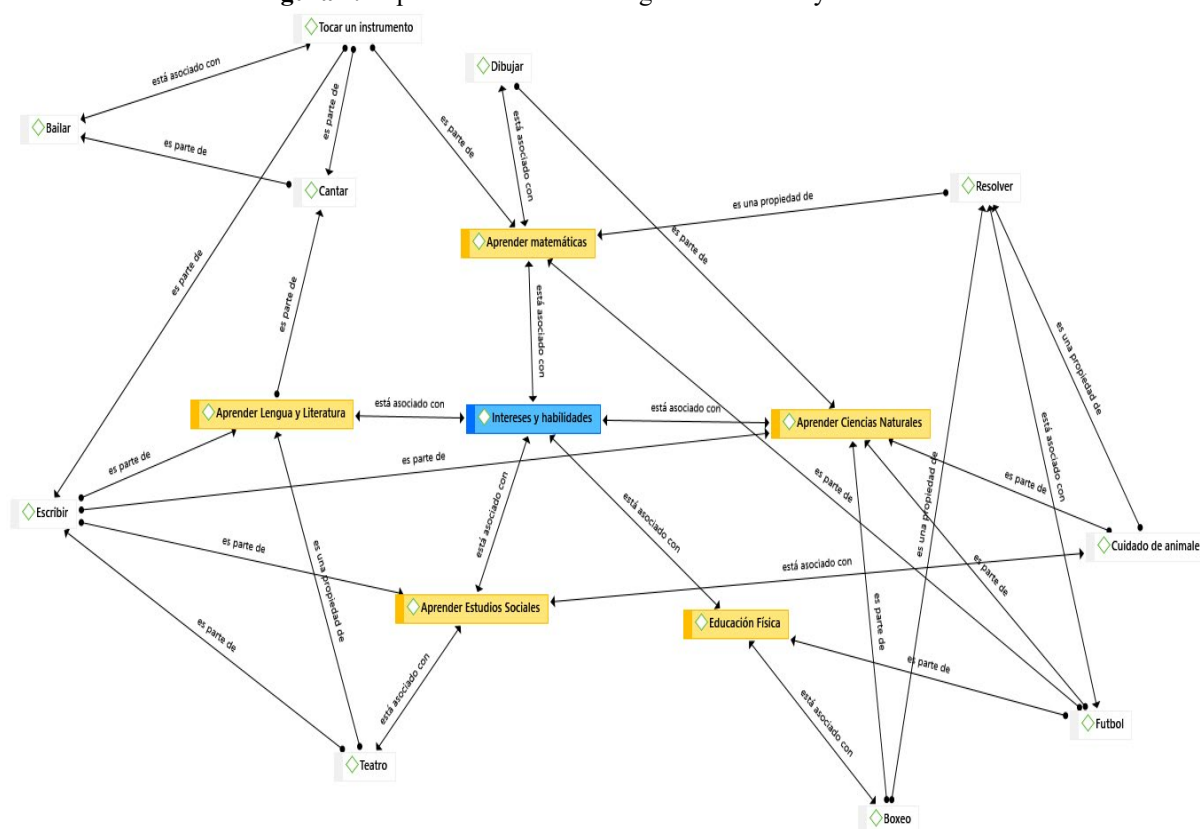 Tocar un instrumento
está asociado con
Dibujar
Bailar
es parte de
es parte de
es parte de
está asociado con
Cantar
Resolver
es una propiedad de
Aprender matemáticas
es parte de
es parte de
es parte de
está asociado con
es una propiedad de
Aprender Lengua y Literatura
está asociado con
Intereses y habilidades
está asociado con
Aprender Ciencias Naturales
está asociado con
es parte de
es parte de
es parte de
es parte de
Escribir
está asociado con
está asociado con
es una propiedad de
Cuidado de animale
es parte de
está asociado con
es una propiedad de
es parte de
Aprender Estudios Sociales
Educación Física
es parte de
es parte de
es parte de
está asociado con
está asociado con
Futbol
Teatro
Boxeo